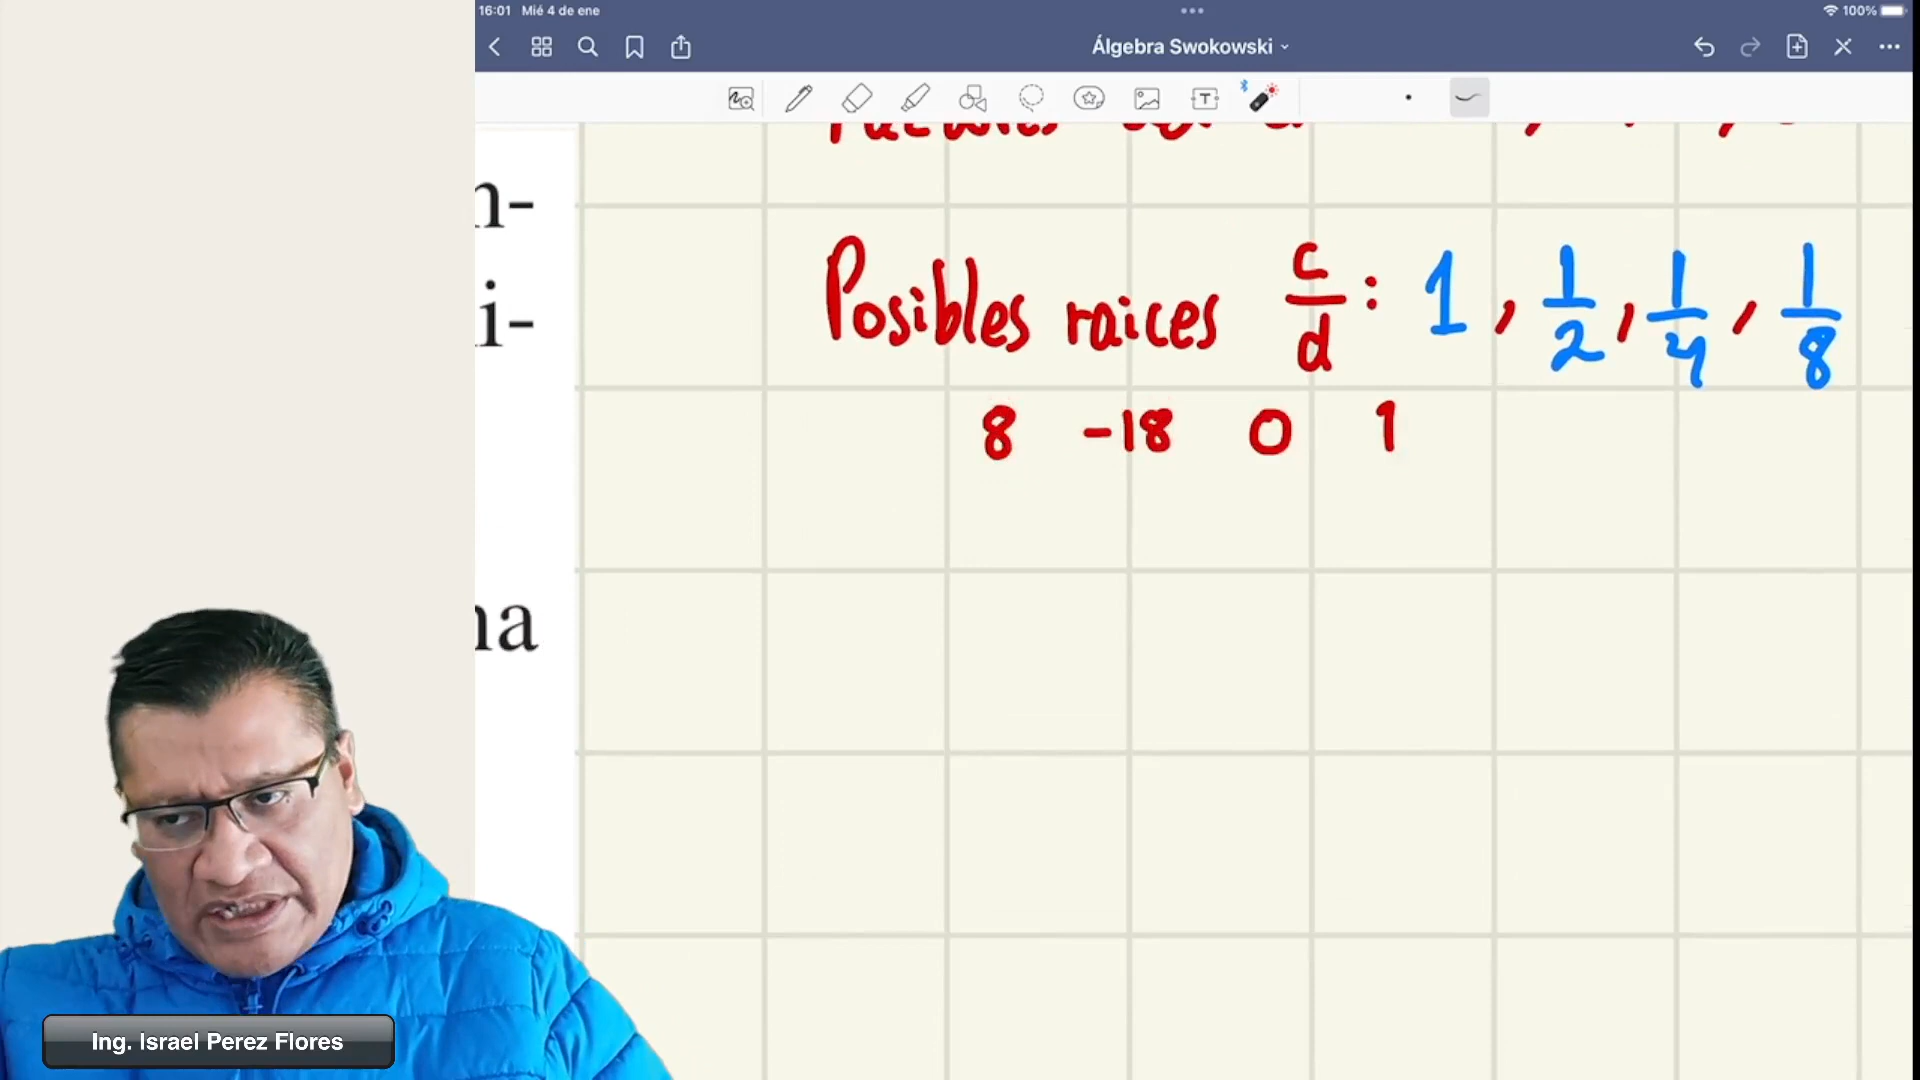 16:01 Mié 4 de ene
100%
Álgebra Swokowski
n-
i-
Posibles raices c/d : 1 , 1/2 , 1/4 , 1/8
8 -18 0 1
na
Ing. Israel Perez Flores